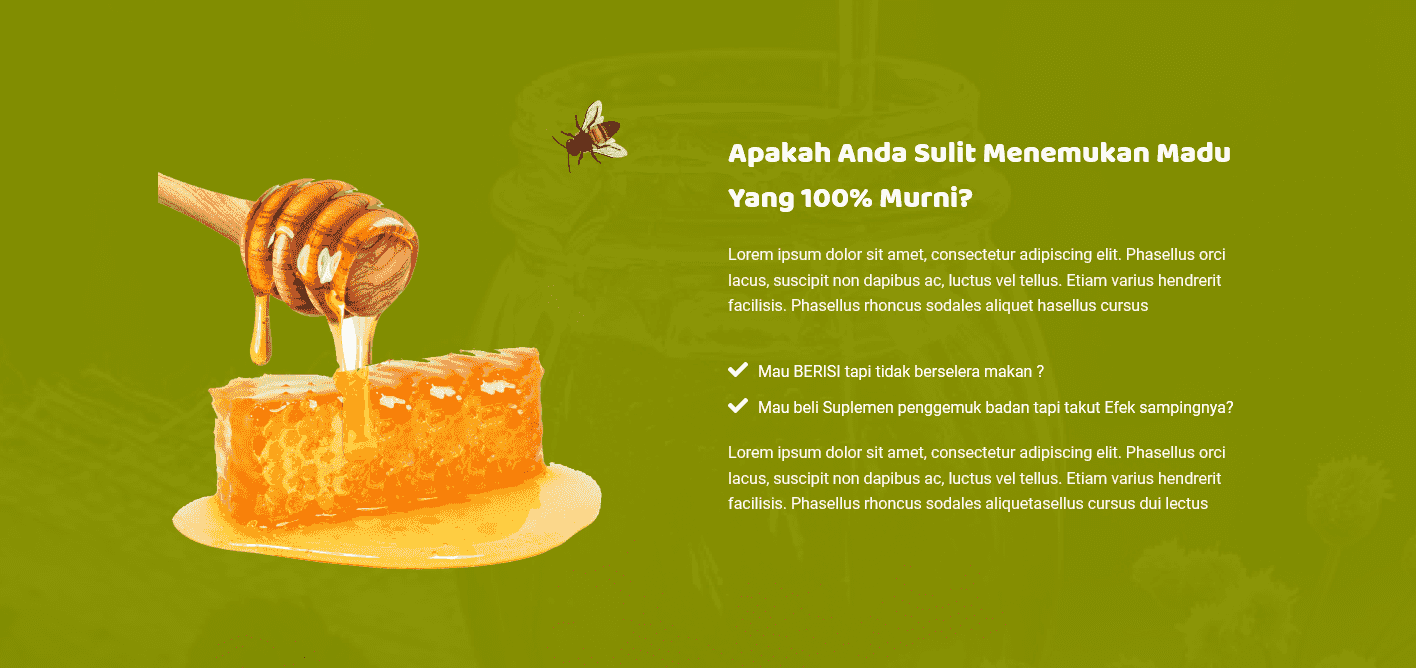 Apakah Anda Sulit Menemukan Madu
Yang 100% Murni?
Lorem ipsum dolor sit amet, consectetur adipiscing elit. Phasellus orci
lacus, suscipit non dapibus ac, luctus vel tellus. Etiam varius hendrerit
facilisis. Phasellus rhoncus sodales aliquet hasellus cursus
Mau BERISI tapi tidak berselera makan ?
Mau beli Suplemen penggemuk badan tapi takut Efek sampingnya?
Lorem ipsum dolor sit amet, consectetur adipiscing elit. Phasellus orci
lacus, suscipit non dapibus ac, luctus vel tellus. Etiam varius hendrerit
facilisis. Phasellus rhoncus sodales aliquetasellus cursus dui lectus